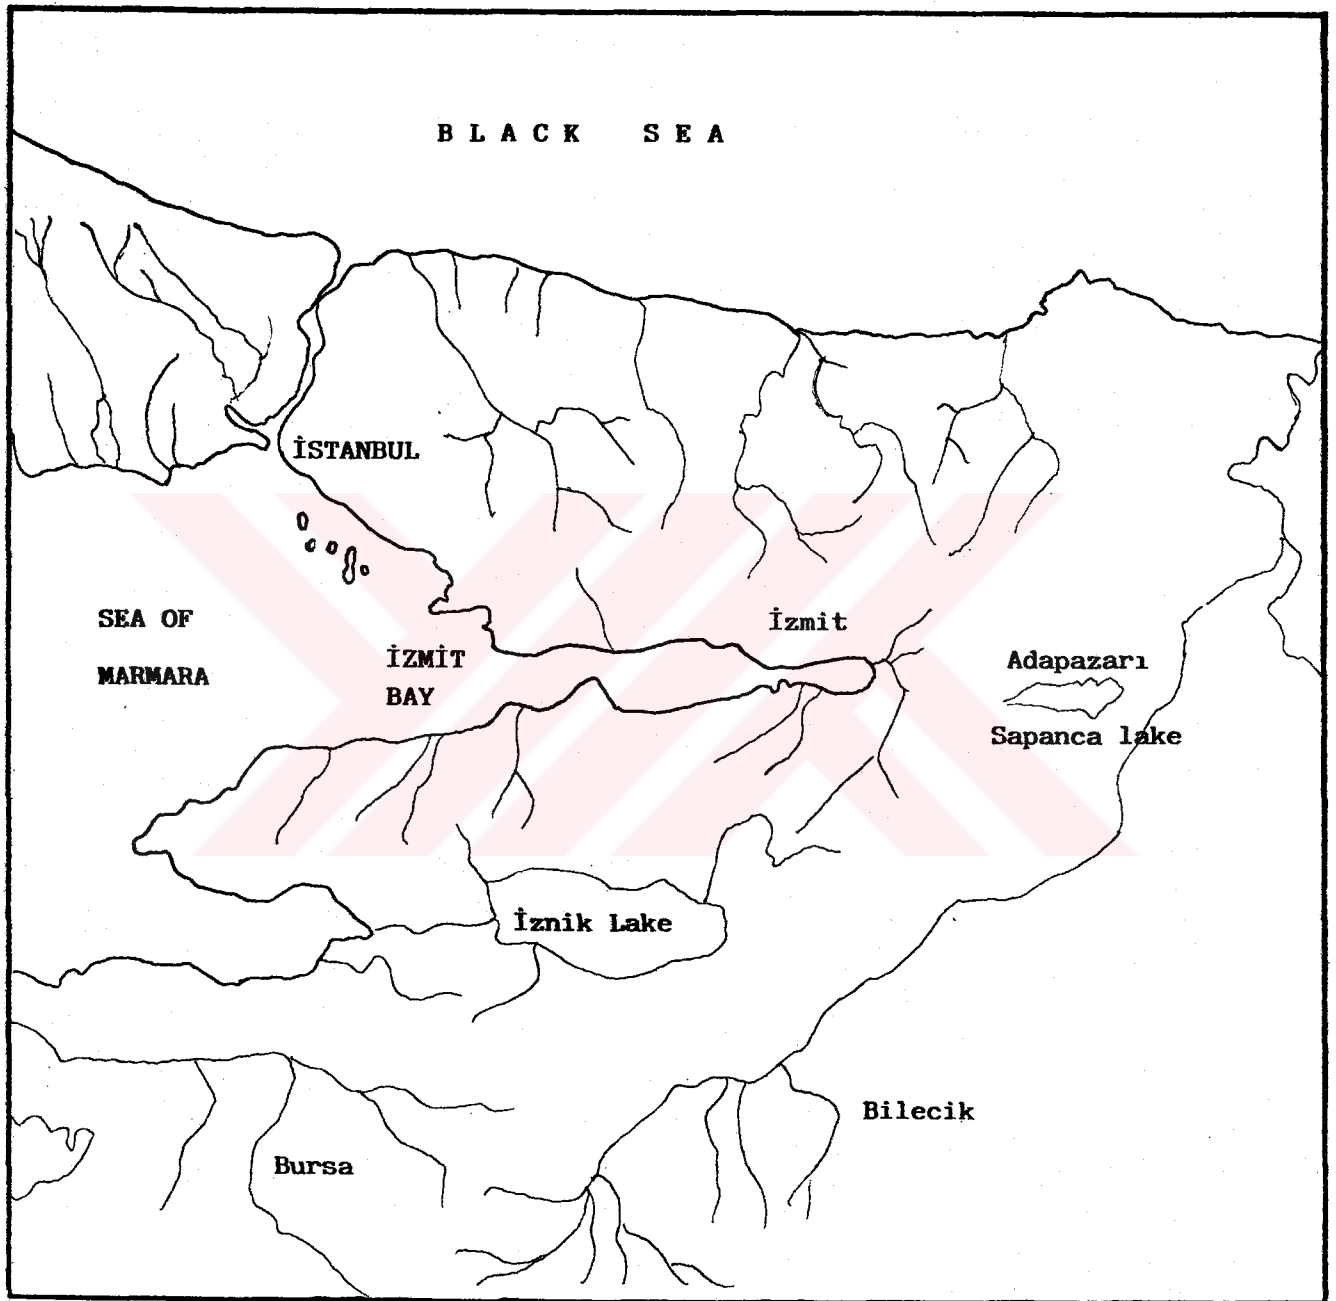 BLACK SEA
İSTANBUL
SEA OF
MARMARA
İZMİT
BAY
İzmit
Adapazarı
Sapanca lake
İznik Lake
Bilecik
Bursa